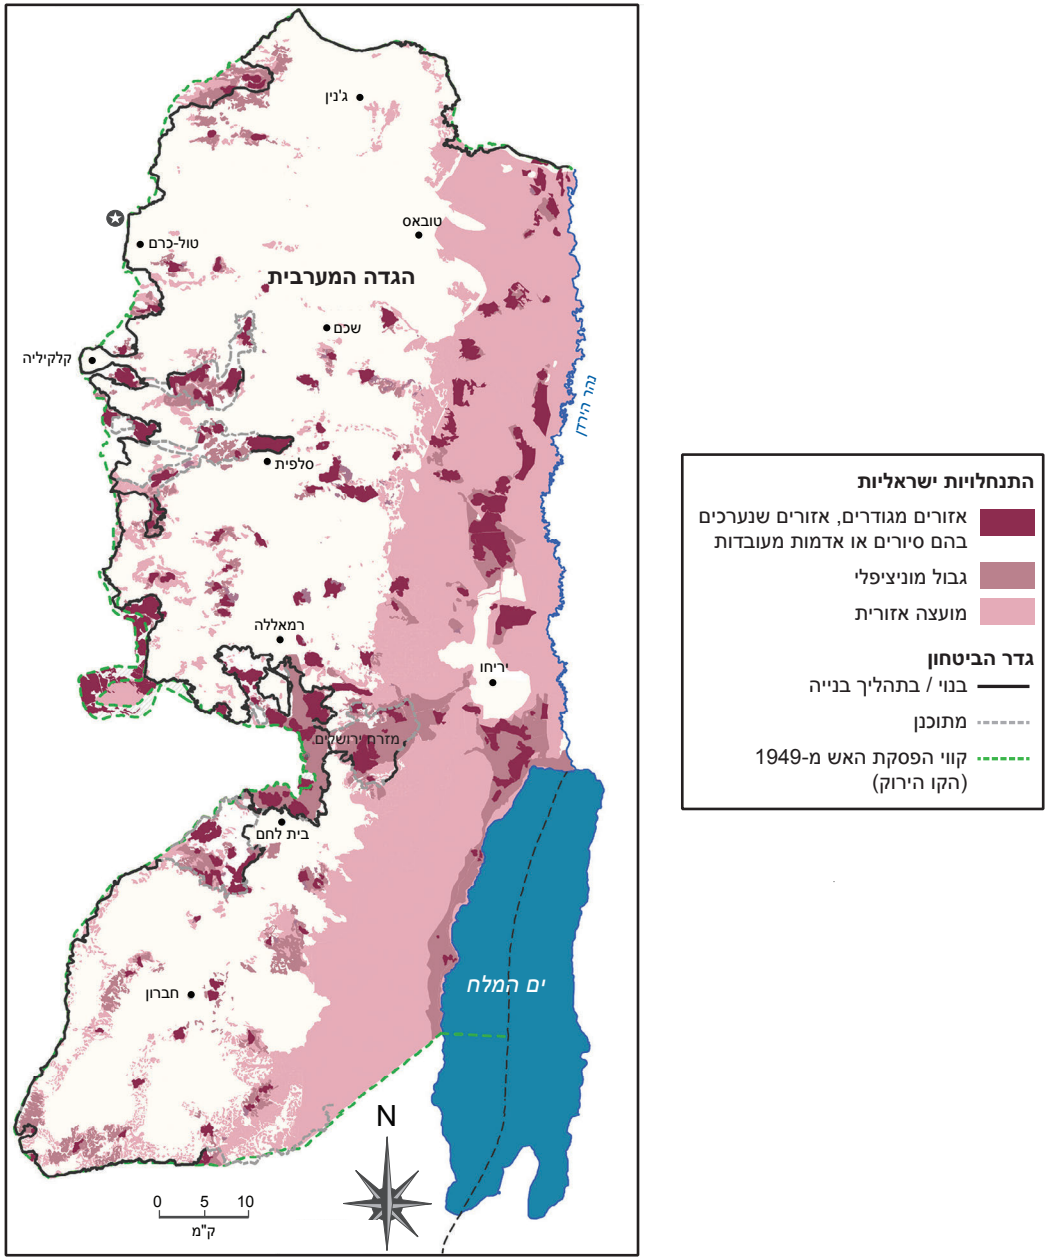 ג'נין
טובאס
טול-כרם
הגדה המערבית
שכם
קלקיליה
נהר הירדן
סלפית
רמאללה
יריחו
מזרח ירושלים
בית לחם
ים המלח
חברון
N
0 5 10
ק"מ
התנחלויות ישראליות
אזורים מגודרים, אזורים שנערכים
בהם סיורים או אדמות מעובדות
גבול מוניציפלי
מועצה אזורית
גדר הביטחון
בנוי / בתהליך בנייה
מתוכנן
קווי הפסקת האש מ-1949
(הקו הירוק)